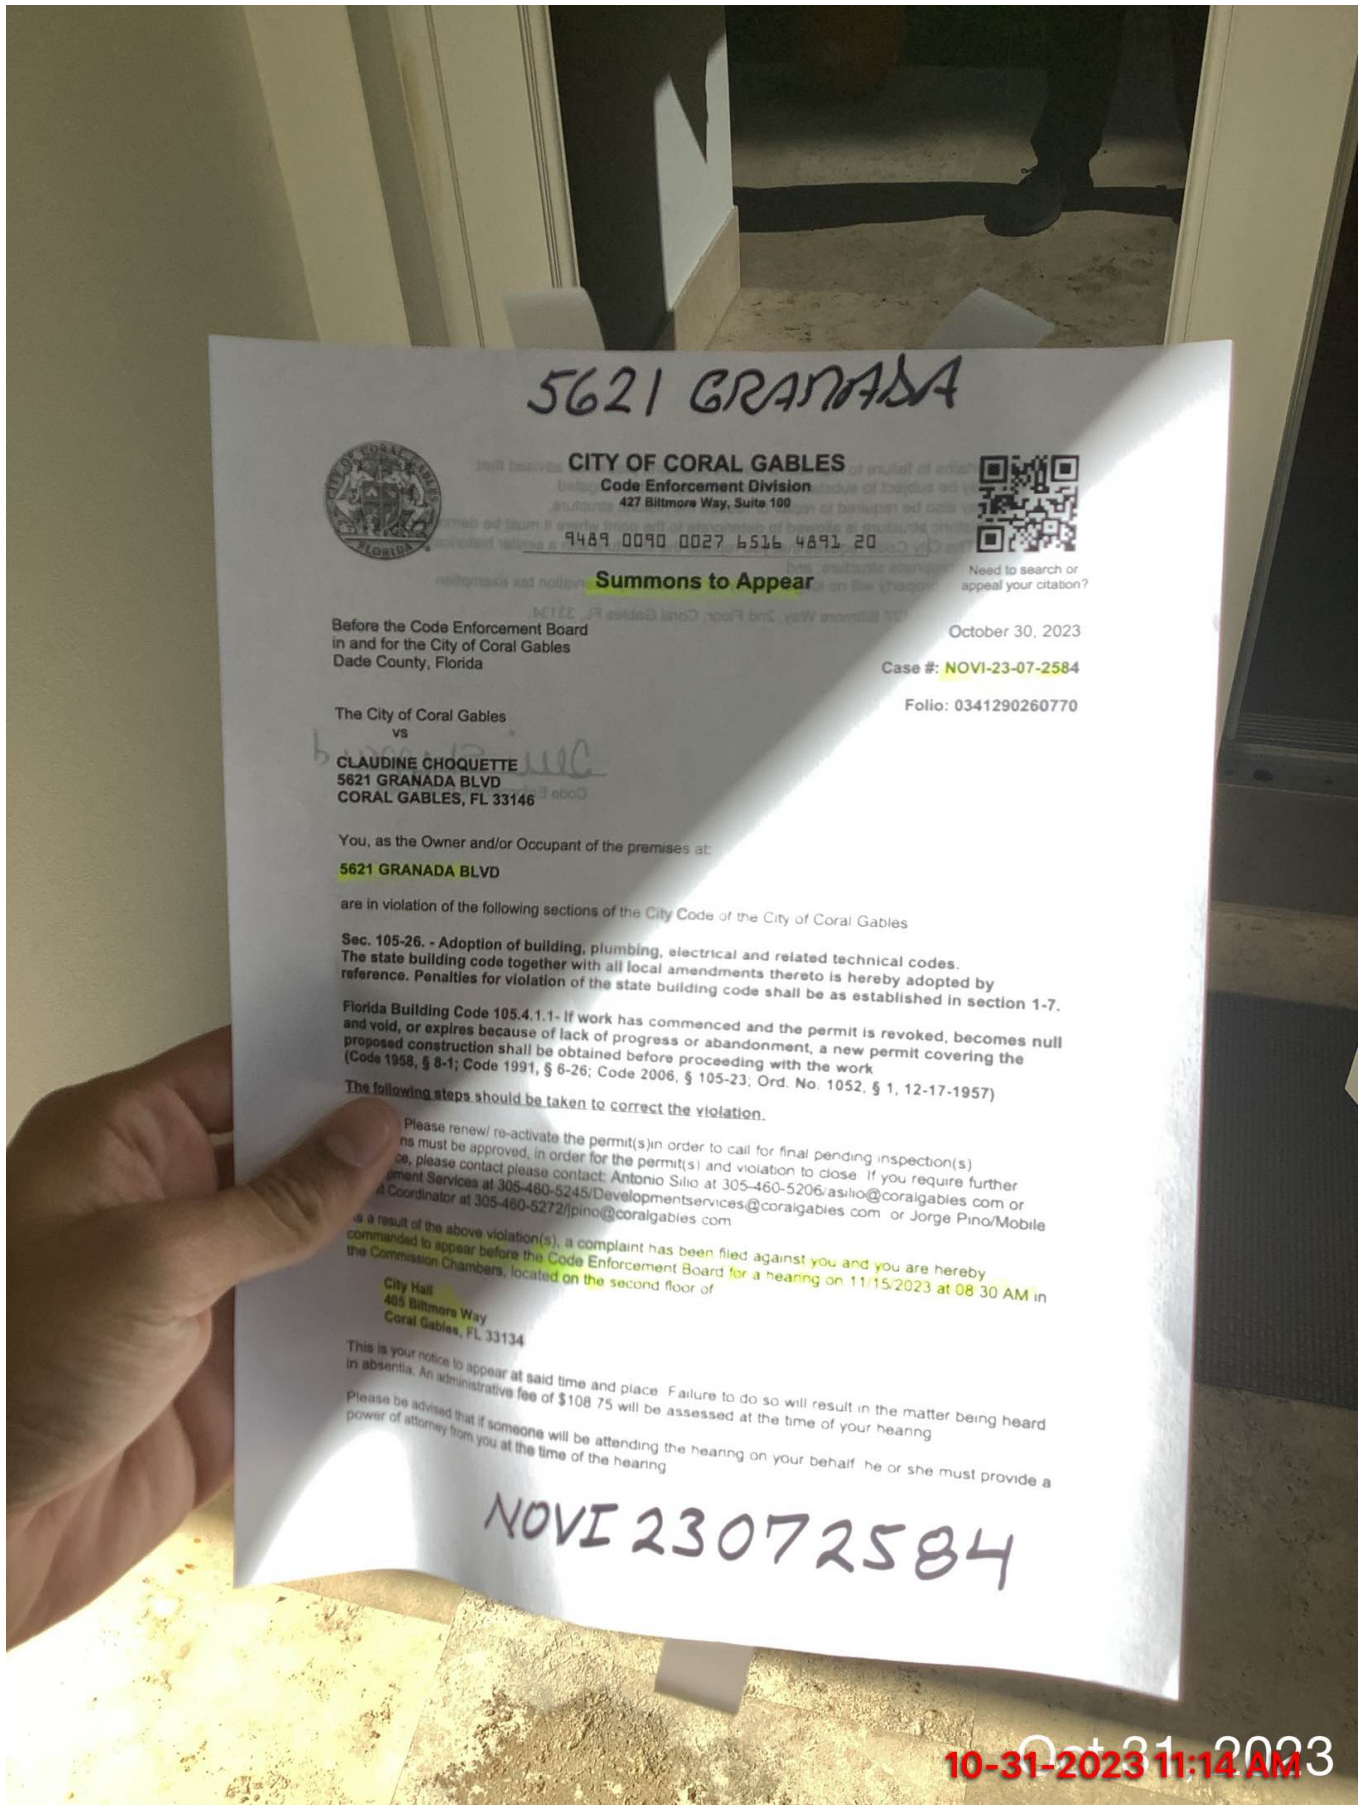 5621 GRANADA
CITY OF CORAL GABLES
Code Enforcement Division
427 Biltmore Way, Suite 100
9489 0090 0027 6516 4891 20
Summons to Appear
CITY OF CORAL GABLES
FLORIDA
Need to search or
appeal your citation?
Before the Code Enforcement Board
in and for the City of Coral Gables
Dade County, Florida
October 30, 2023
Case #: NOVI-23-07-2584
Folio: 0341290260770
The City of Coral Gables
vs
CLAUDINE CHOQUETTE
5621 GRANADA BLVD
CORAL GABLES, FL 33146
You, as the Owner and/or Occupant of the premises at:
5621 GRANADA BLVD
are in violation of the following sections of the City Code of the City of Coral Gables
Sec. 105-26. - Adoption of building, plumbing, electrical and related technical codes.
The state building code together with all local amendments thereto is hereby adopted by
reference. Penalties for violation of the state building code shall be as established in section 1-7.
Florida Building Code 105.4.1.1- If work has commenced and the permit is revoked, becomes null
and void, or expires because of lack of progress or abandonment, a new permit covering the
proposed construction shall be obtained before proceeding with the work
(Code 1958, § 8-1; Code 1991, § 6-26; Code 2006, § 105-23; Ord. No. 1052, § 1, 12-17-1957)
The following steps should be taken to correct the violation.
Please renew/ re-activate the permit(s)in order to call for final pending inspection(s)
ns must be approved, in order for the permit(s) and violation to close If you require further
ce, please contact please contact: Antonio Silio at 305-460-5206/asilio@coralgables com or
ment Services at 305-460-5245/Developmentservices@coralgables com or Jorge Pino/Mobile
Coordinator at 305-460-5272/jpino@coralgables com
As a result of the above violation(s), a complaint has been filed against you and you are hereby
commanded to appear before the Code Enforcement Board for a hearing on 11/15/2023 at 08 30 AM in
the Commission Chambers, located on the second floor of
City Hall
405 Biltmore Way
Coral Gables, FL 33134
This is your notice to appear at said time and place Failure to do so will result in the matter being heard
in absentia. An administrative fee of $108 75 will be assessed at the time of your hearing
Please be advised that if someone will be attending the hearing on your behalf he or she must provide a
power of attorney from you at the time of the hearing
NOVI 23072584
Oct 31, 2023
10-31-2023 11:14 AM